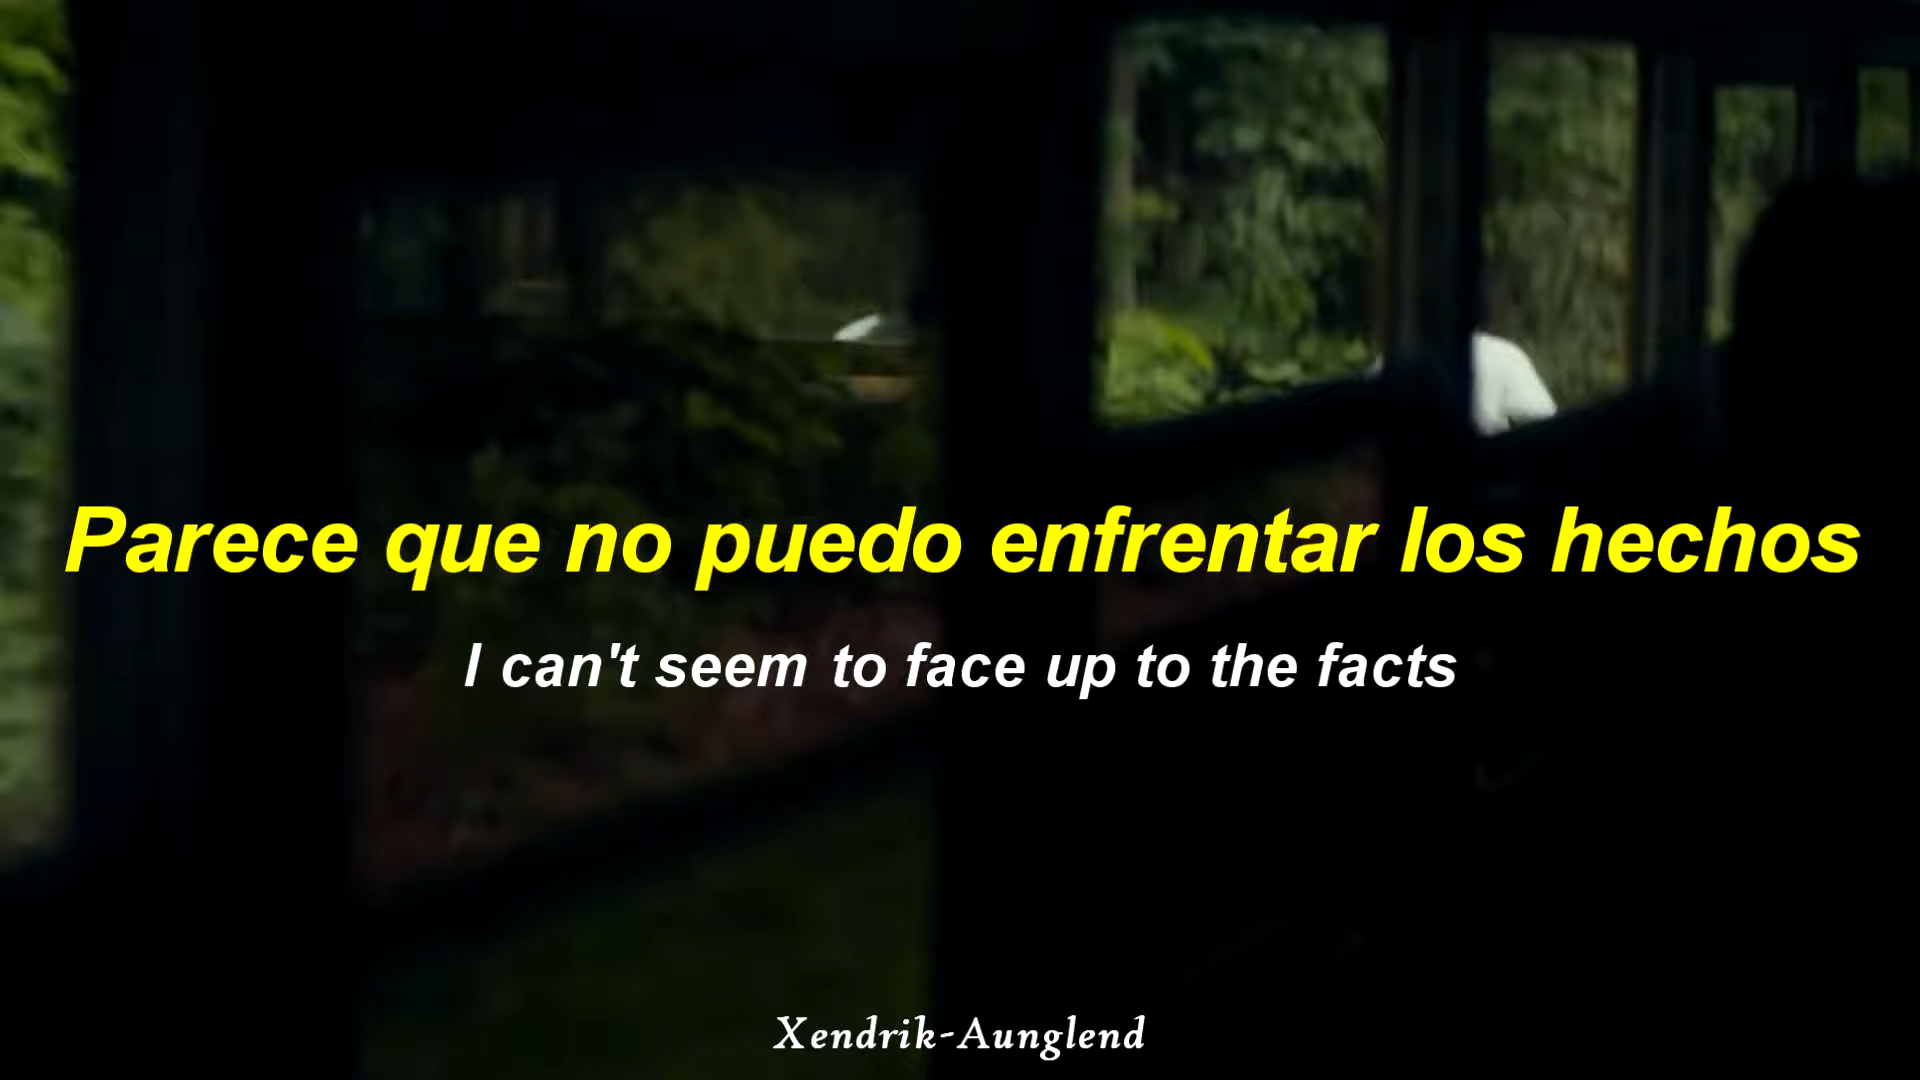 Parece que no puedo enfrentar los hechos
I can't seem to face up to the facts
Xendrik-Aunglend